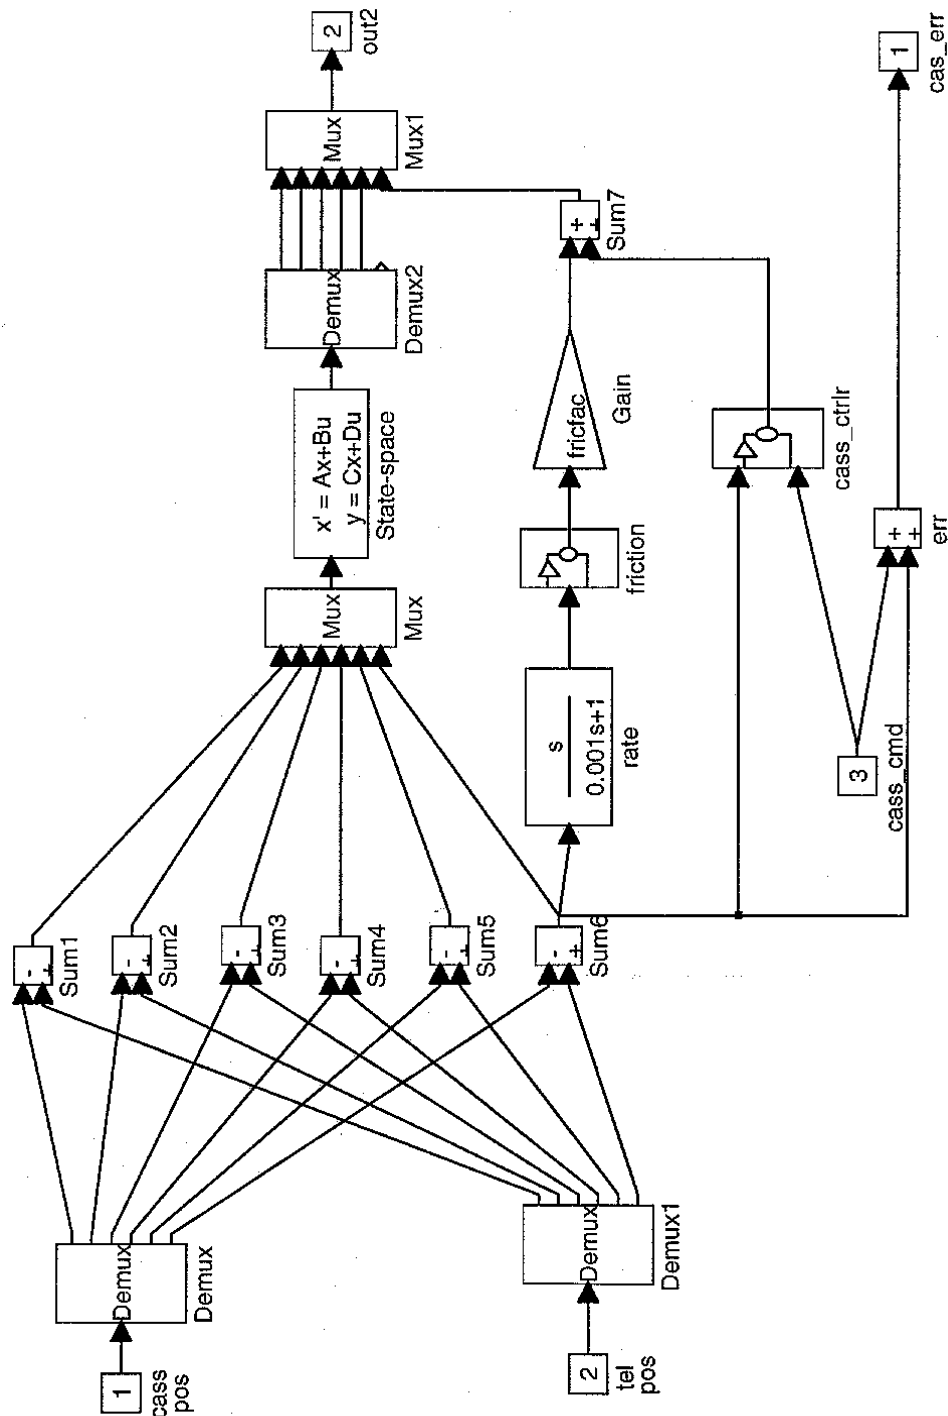 1
cass
pos
Demux
Demux
2
tel
pos
Demux
Demux1
-
+
Sum1
-
+
Sum2
-
+
Sum3
-
+
Sum4
-
+
Sum5
-
+
Sum6
Mux
Mux
x' = Ax+Bu
y = Cx+Du
State-space
Demux
Demux2
Mux
Mux1
2
out2
s
0.001s+1
rate
friction
fricfac
Gain
+
+
Sum7
cass_ctrlr
3
cass_cmd
+
+
err
1
cas_err